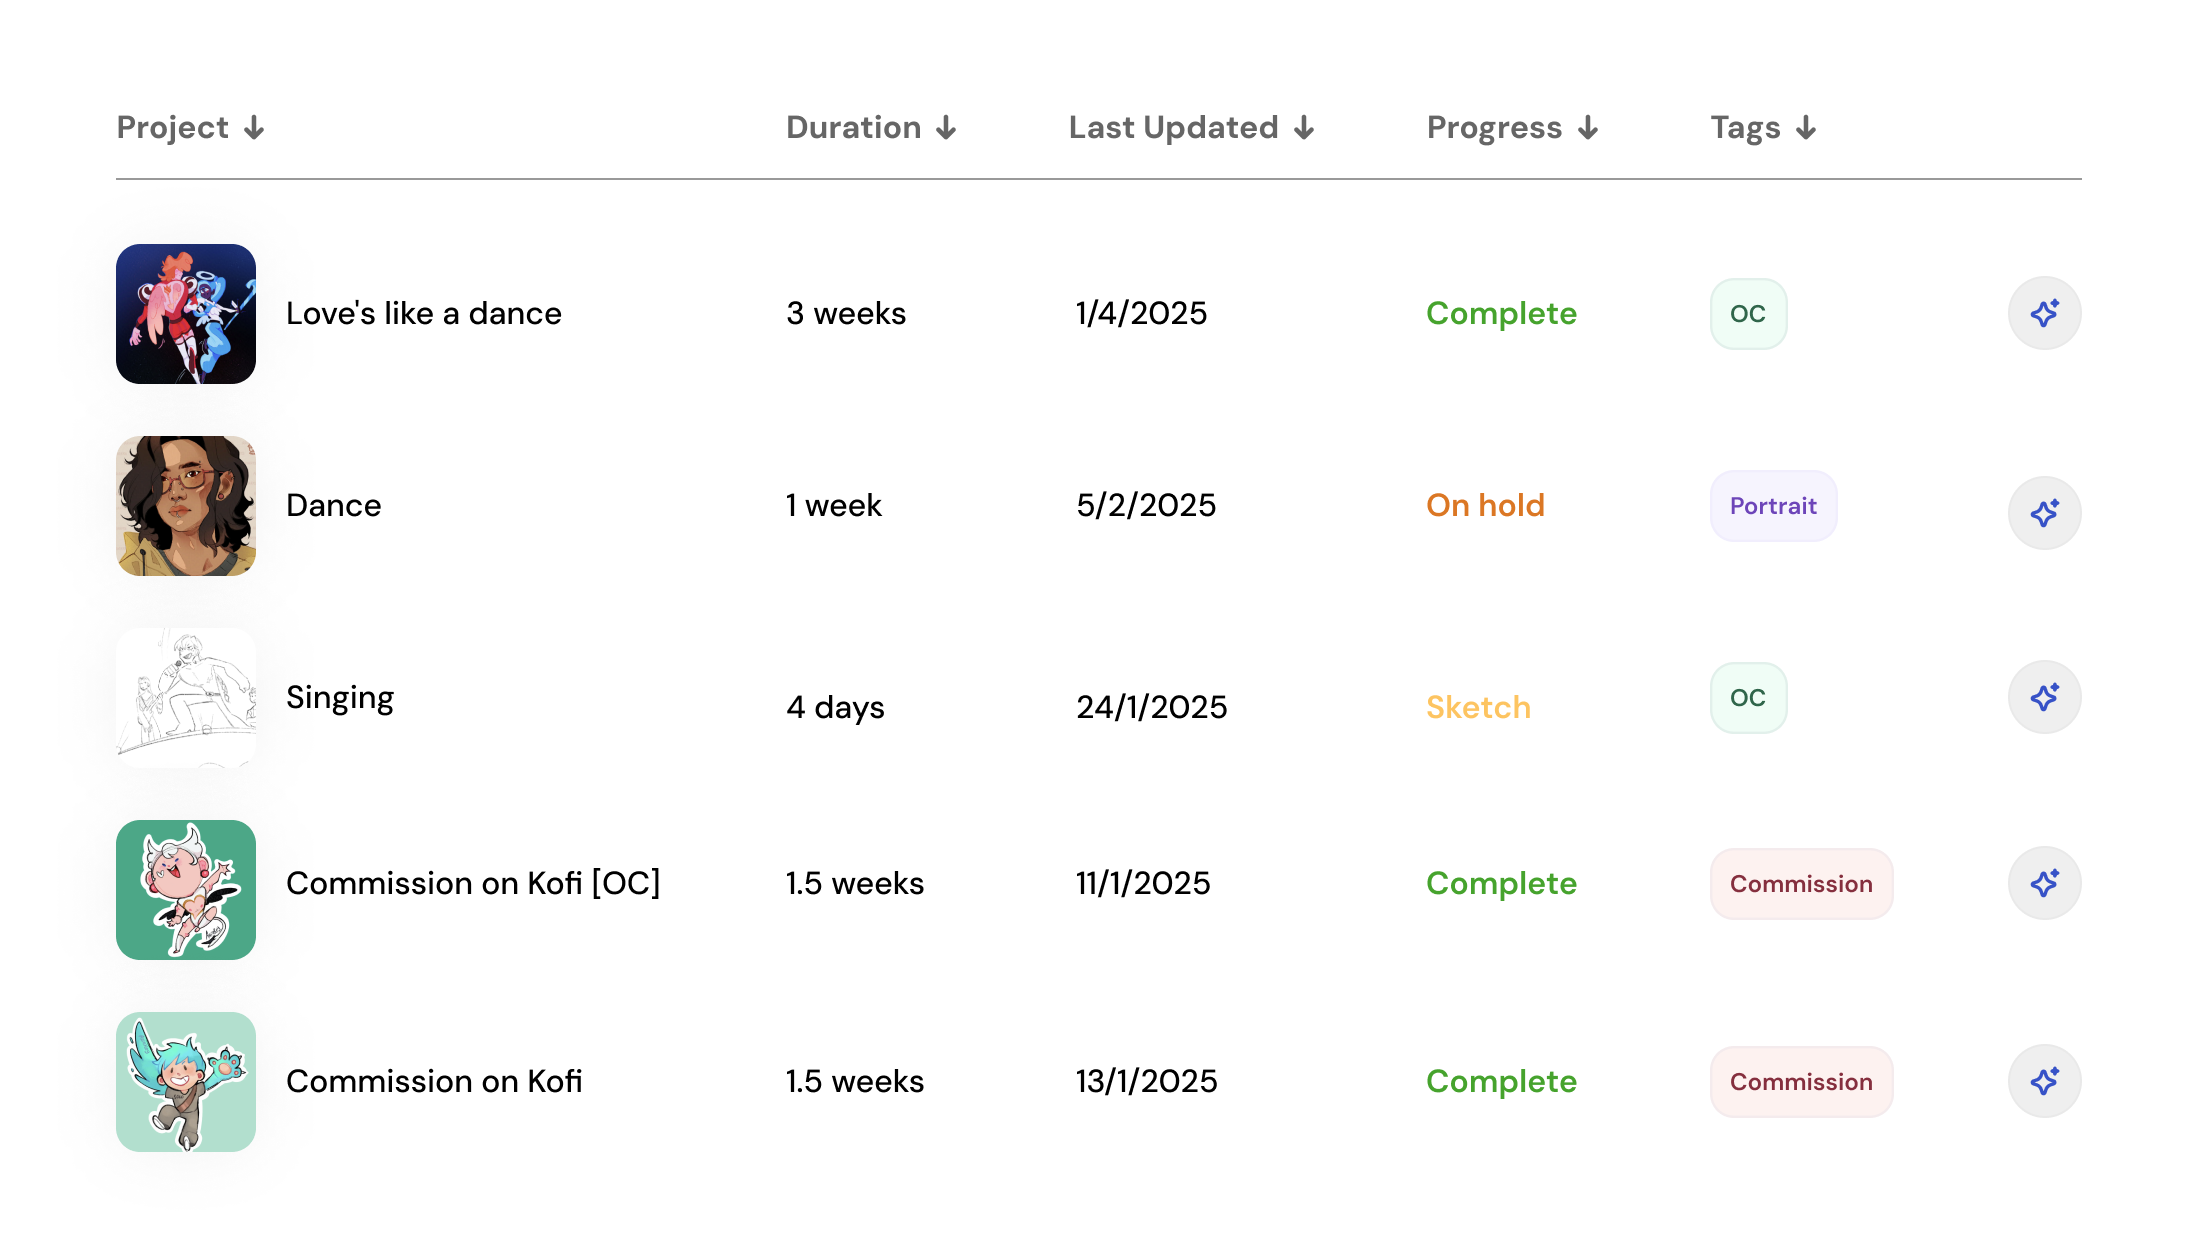 Project ↓ Duration ↓ Last Updated ↓ Progress ↓ Tags ↓
Love's like a dance 3 weeks 1/4/2025 Complete OC
Dance 1 week 5/2/2025 On hold Portrait
Singing 4 days 24/1/2025 Sketch OC
Commission on Kofi [OC] 1.5 weeks 11/1/2025 Complete Commission
Commission on Kofi 1.5 weeks 13/1/2025 Complete Commission